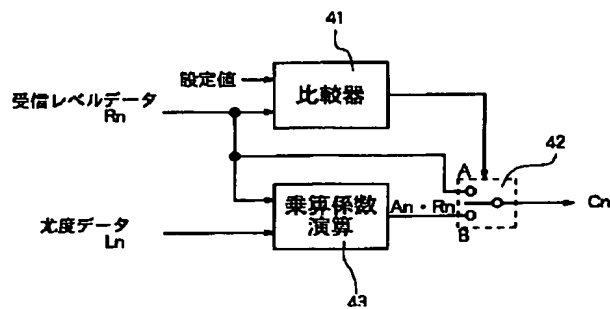 41
設定値
比較器
受信レベルデータ
Rn
42
A
乗算係数
演算
An・Rn
Cn
尤度データ
Ln
B
43